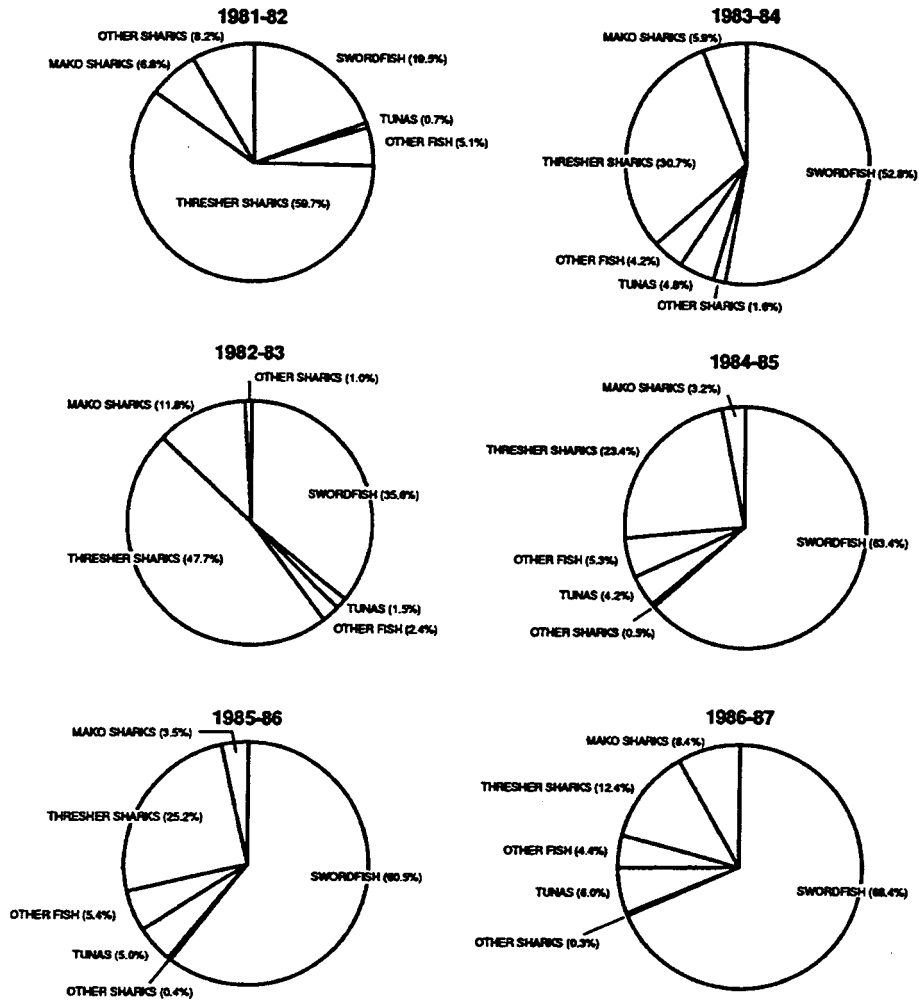 1981-82
OTHER SHARKS (8.2%)
MAKO SHARKS (6.8%)
SWORDFISH (19.5%)
TUNAS (0.7%)
OTHER FISH (5.1%)
THRESHER SHARKS (59.7%)
1983-84
MAKO SHARKS (5.9%)
THRESHER SHARKS (30.7%)
SWORDFISH (52.8%)
OTHER FISH (4.2%)
TUNAS (4.8%)
OTHER SHARKS (1.6%)
1982-83
OTHER SHARKS (1.0%)
MAKO SHARKS (11.8%)
SWORDFISH (35.6%)
THRESHER SHARKS (47.7%)
TUNAS (1.5%)
OTHER FISH (2.4%)
1984-85
MAKO SHARKS (3.2%)
THRESHER SHARKS (23.4%)
SWORDFISH (63.4%)
OTHER FISH (5.3%)
TUNAS (4.2%)
OTHER SHARKS (0.5%)
1985-86
MAKO SHARKS (3.5%)
THRESHER SHARKS (25.2%)
SWORDFISH (60.5%)
OTHER FISH (5.4%)
TUNAS (5.0%)
OTHER SHARKS (0.4%)
1986-87
MAKO SHARKS (8.4%)
THRESHER SHARKS (12.4%)
OTHER FISH (4.4%)
TUNAS (6.0%)
SWORDFISH (68.4%)
OTHER SHARKS (0.3%)